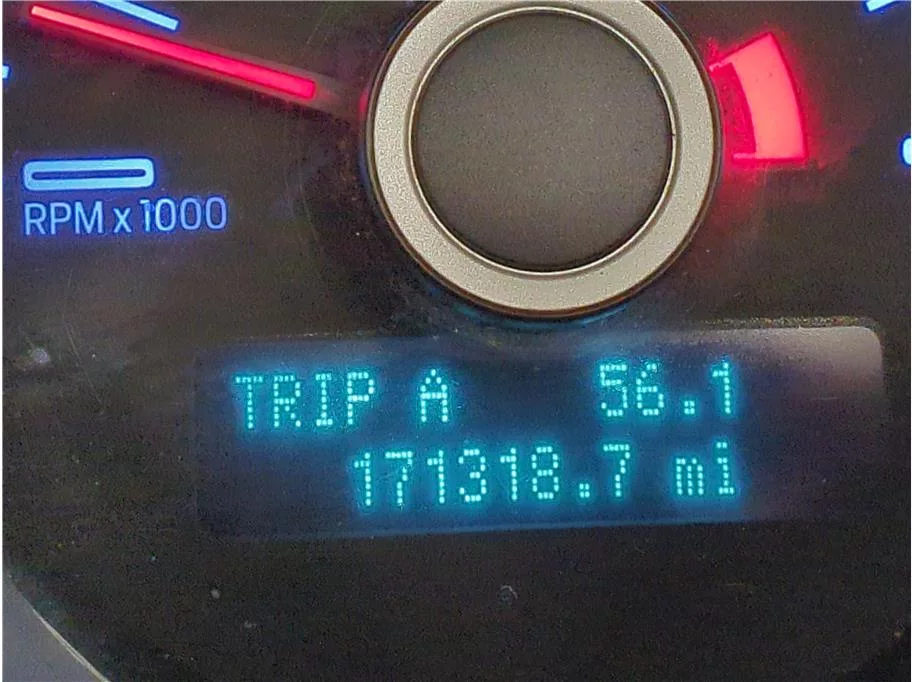 RPM x 1000
TRIP A 56.1
171318.7 mi